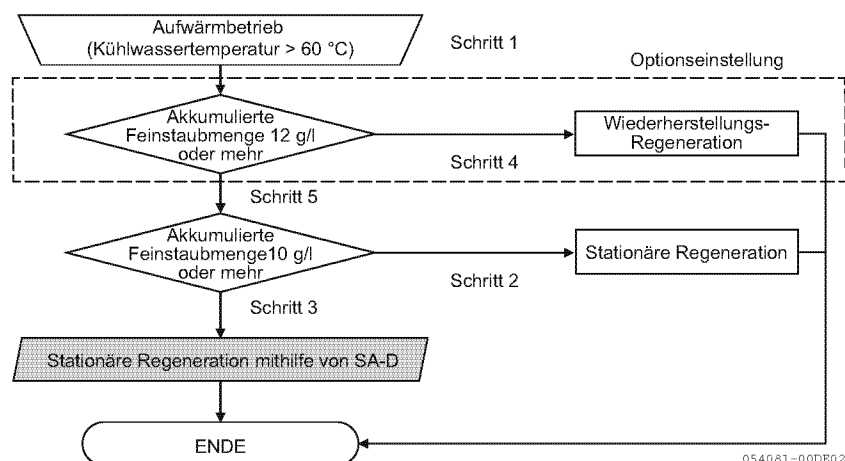 Aufwärmbetrieb
(Kühlwassertemperatur > 60 °C)
Schritt 1
Optionseinstellung
Akkumulierte
Feinstaubmenge 12 g/l
oder mehr
Wiederherstellungs-
Regeneration
Schritt 4
Schritt 5
Akkumulierte
Feinstaubmenge10 g/l
oder mehr
Stationäre Regeneration
Schritt 2
Schritt 3
Stationäre Regeneration mithilfe von SA-D
ENDE
054081-00DE02